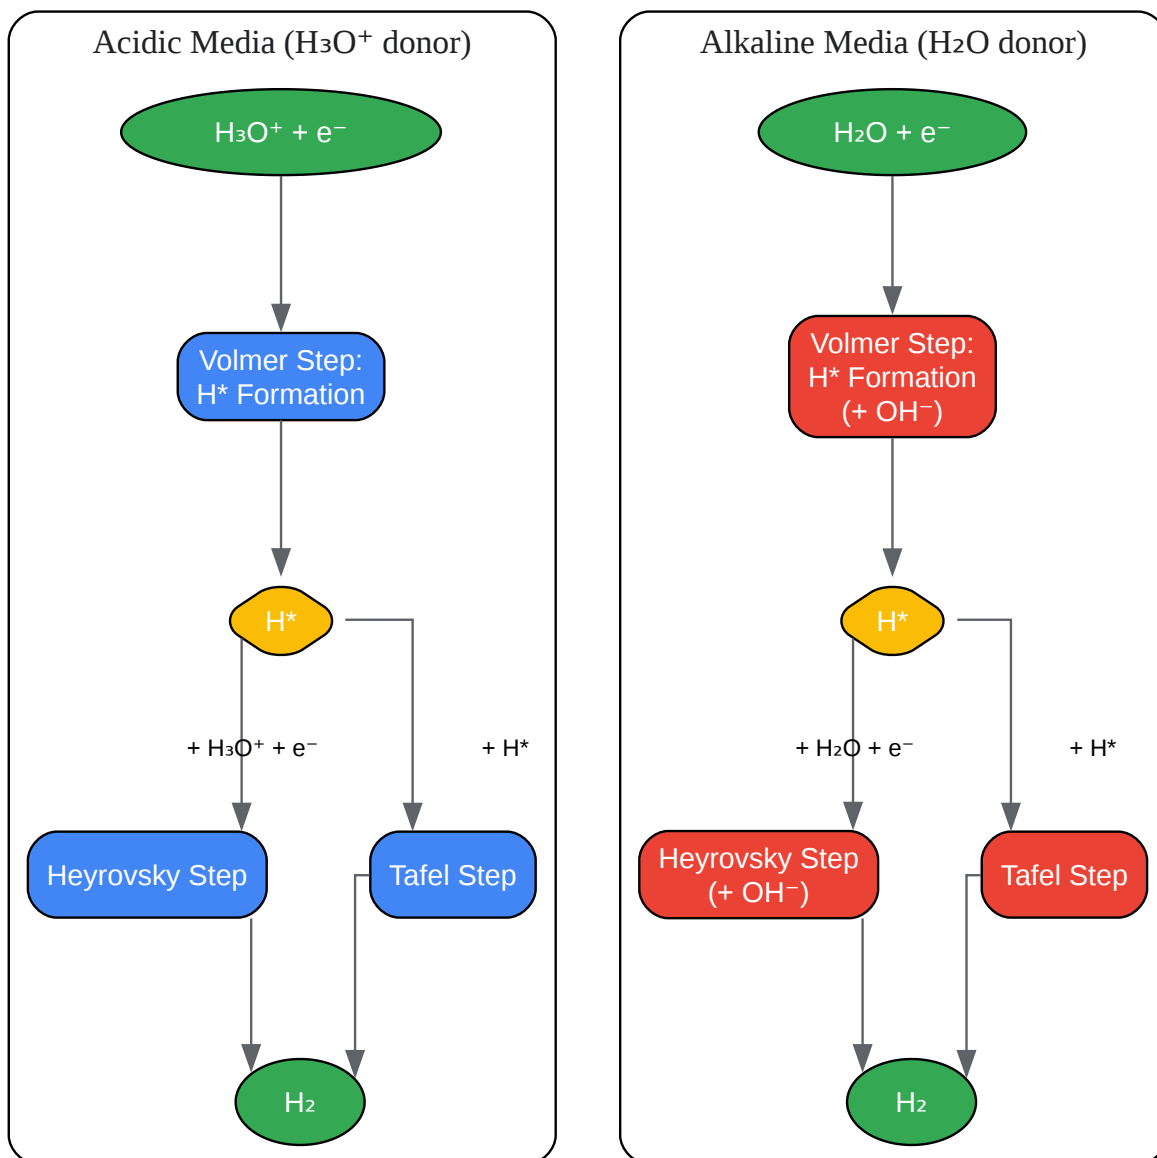 Acidic Media (H₃O⁺ donor)
H₃O⁺ + e⁻
Volmer Step:
H* Formation
H*
+ H₃O⁺ + e⁻
+ H*
Heyrovsky Step
Tafel Step
H₂
Alkaline Media (H₂O donor)
H₂O + e⁻
Volmer Step:
H* Formation
(+ OH⁻)
H*
+ H₂O + e⁻
+ H*
Heyrovsky Step
(+ OH⁻)
Tafel Step
H₂